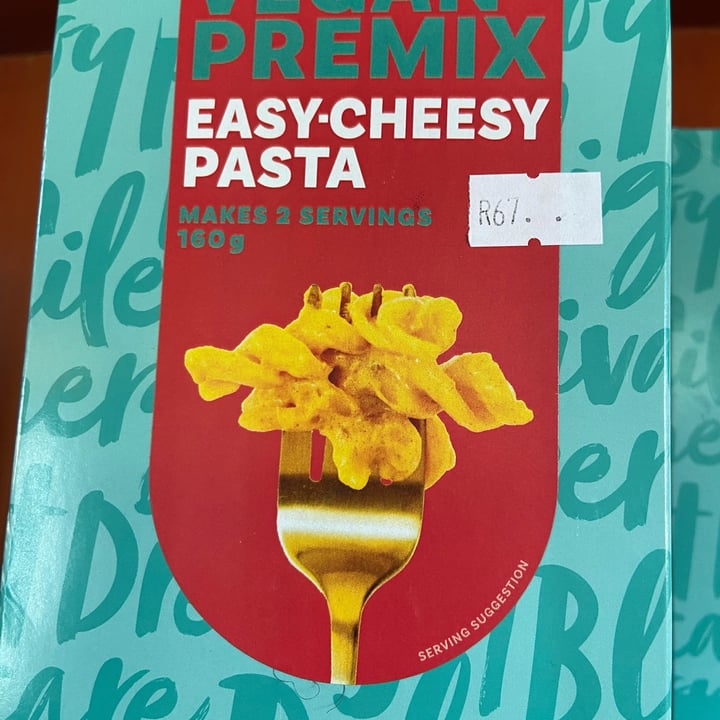 VEGAN
PREMIX
EASY-CHEESY
PASTA
R67. .
MAKES 2 SERVINGS
160g
SERVING SUGGESTION